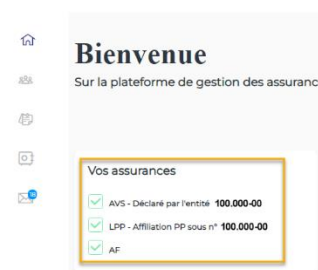 Bienvenue
Sur la plateforme de gestion des assuranc
Vos assurances
AVS - Déclaré par l'entité 100.000-00
LPP - Affiliation PP sous n° 100.000-00
AF